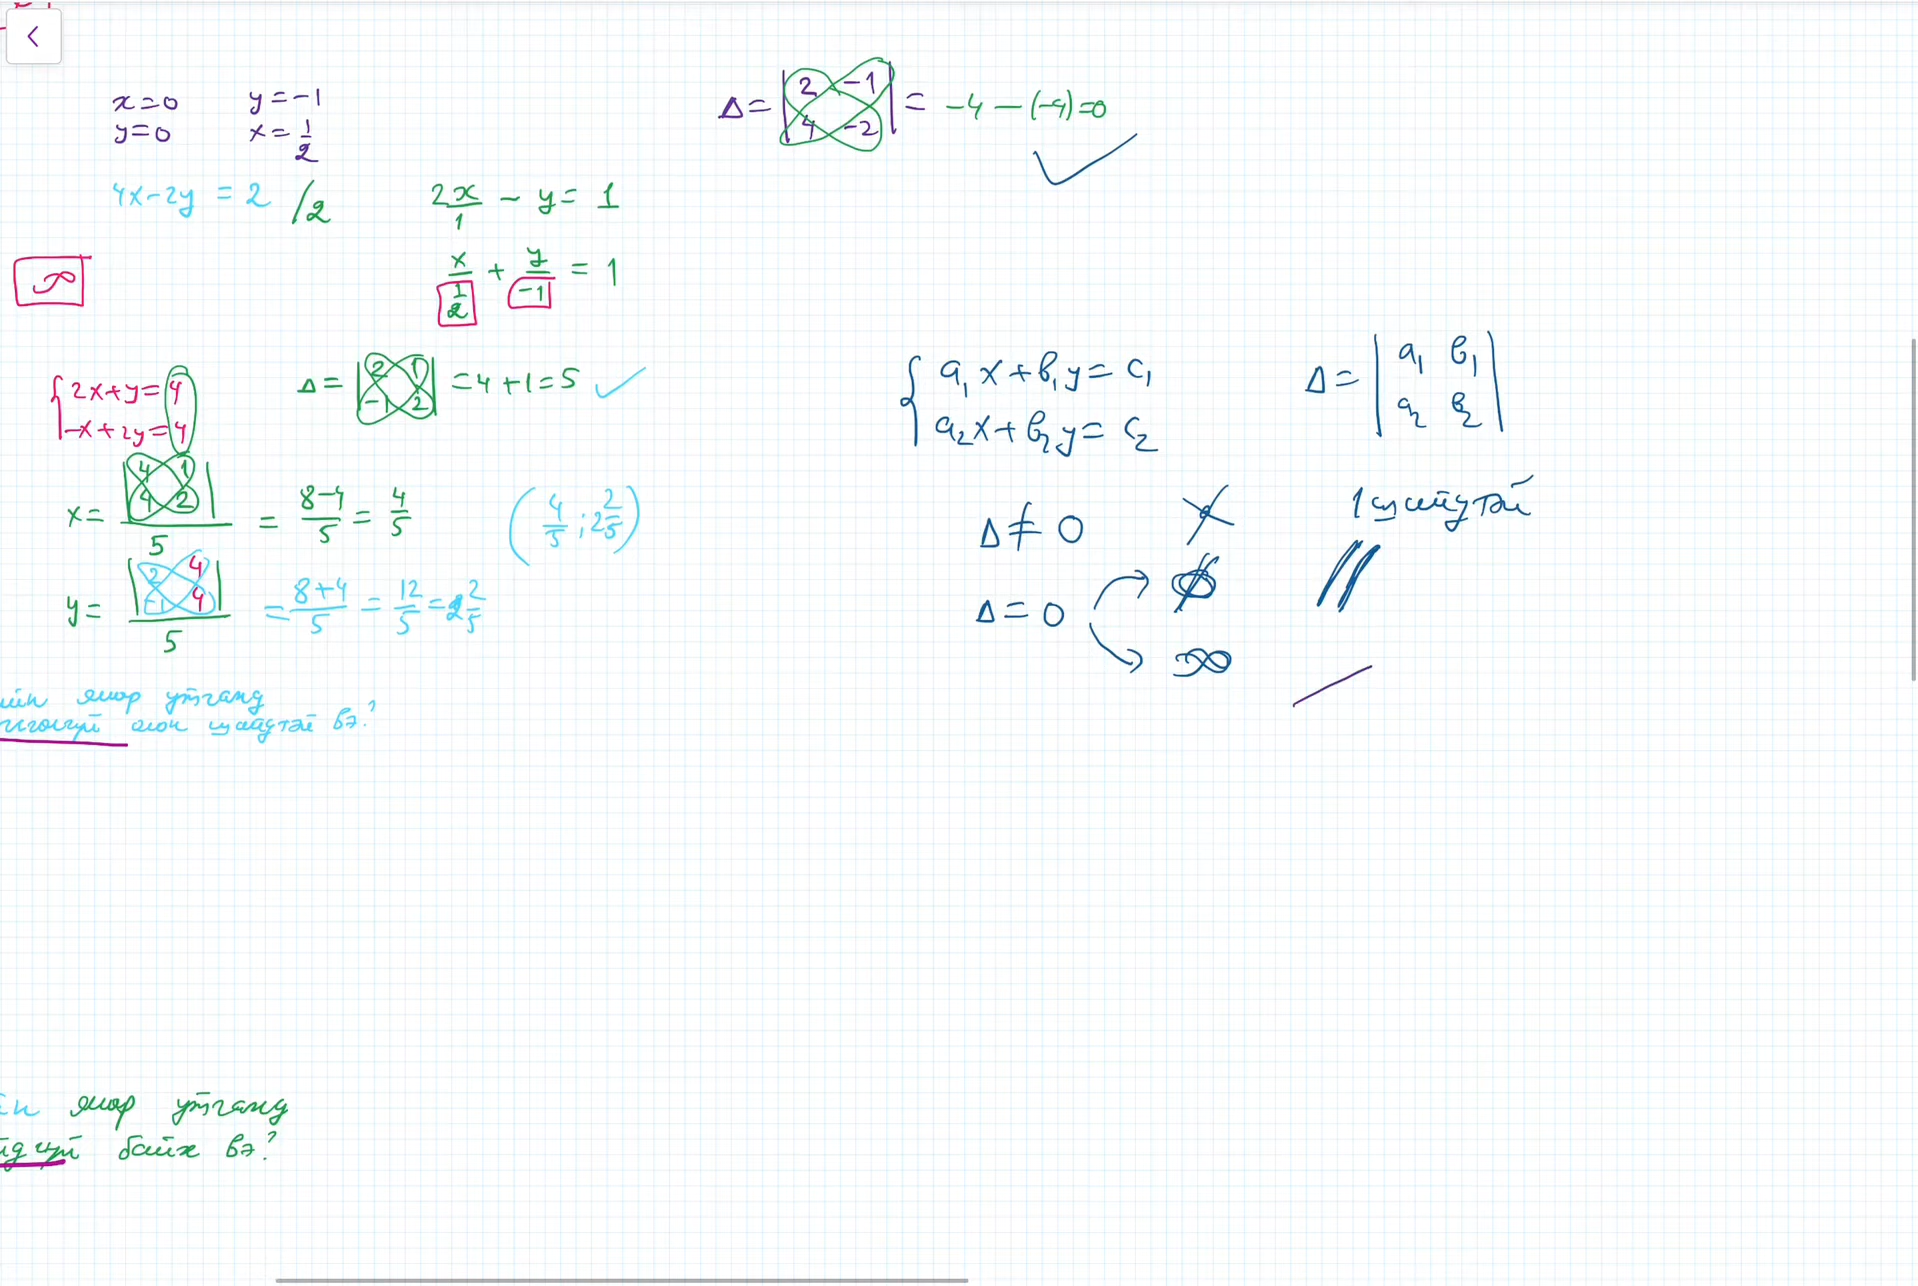 x=0 y=-1
y=0 x=1/2
Δ= |2 -1; 4 -2| = -4-(-4)=0
4x-2y=2 /2
2x/1 - y = 1
∞
x/(1/2) + y/-1 = 1
{2x+y=4
-x+2y=4
Δ= |2 1; -1 2| =4+1=5
x= |4 1; 4 2|/5 = 8-4/5 = 4/5
(4/5 ; 2 2/5)
y= |2 4; -1 4|/5 = 8+4/5 = 12/5 = 2 2/5
{a₁x+b₁y=c₁
a₂x+b₂y=c₂
Δ= |a₁ b₁; a₂ b₂|
Δ≠0 1 шийдтэй
Δ=0 ∅
∞
ямар утганд
олон шийдтэй вэ?
ямар утганд
байх вэ?